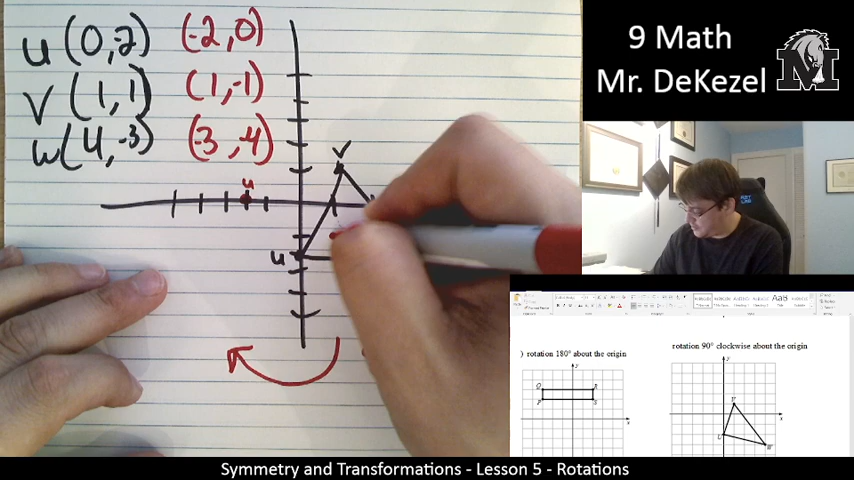 u (0,-2) (-2,0)
V (1,1) (1,-1)
w (4,-3) (-3,-4)
V
u
u
9 Math
Mr. DeKezel
M
) rotation 180° about the origin
rotation 90° clockwise about the origin
y
x
Q
R
P
S
y
x
V
U
W
Symmetry and Transformations - Lesson 5 - Rotations